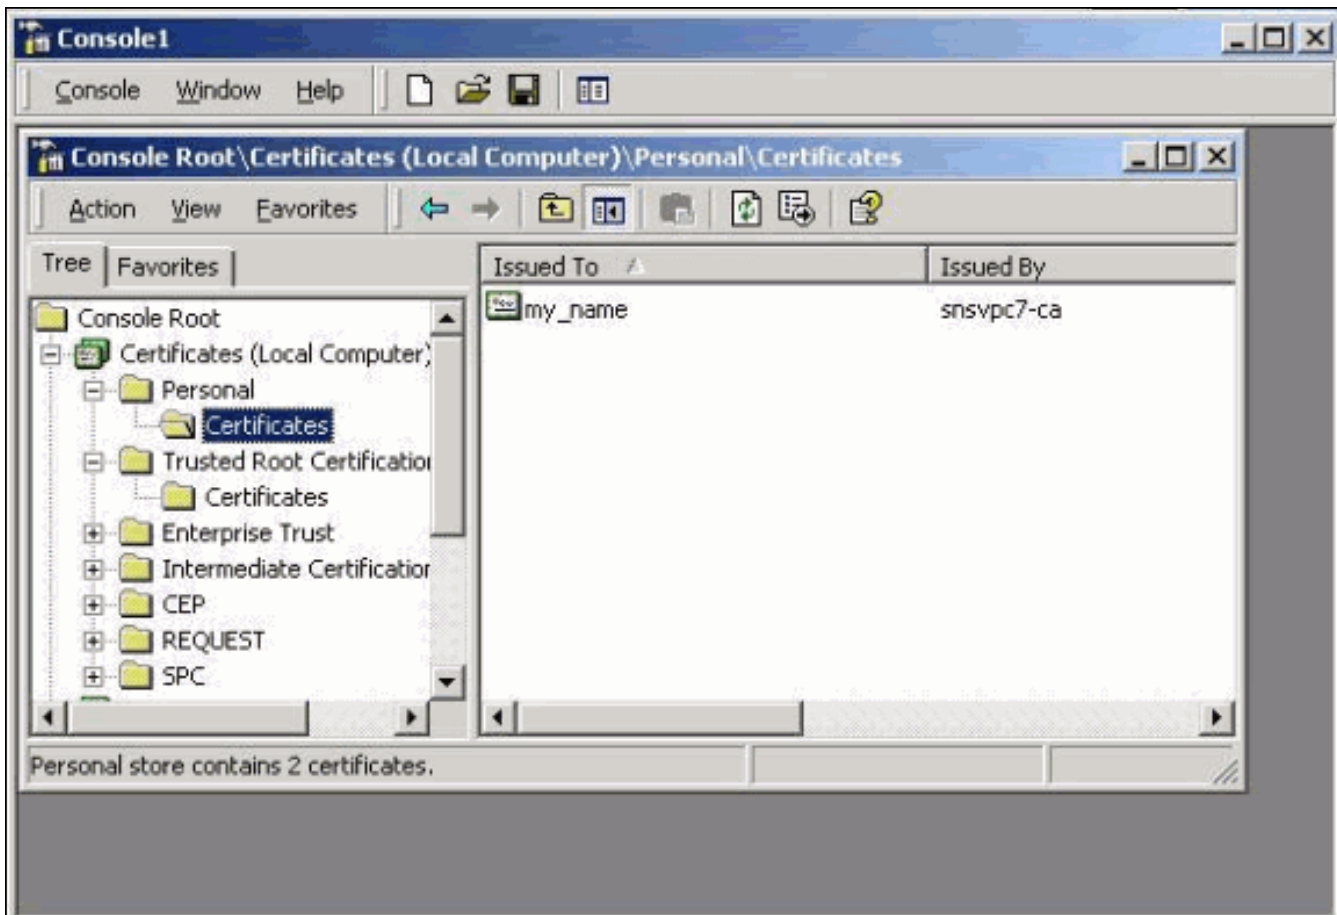 Console1
Console Window Help
Console Root\Certificates (Local Computer)\Personal\Certificates
Action View Favorites
Tree Favorites
Issued To Issued By
Console Root
my_name snsvpc7-ca
Certificates (Local Computer)
Personal
Certificates
Trusted Root Certification
Certificates
Enterprise Trust
Intermediate Certification
CEP
REQUEST
SPC
Personal store contains 2 certificates.